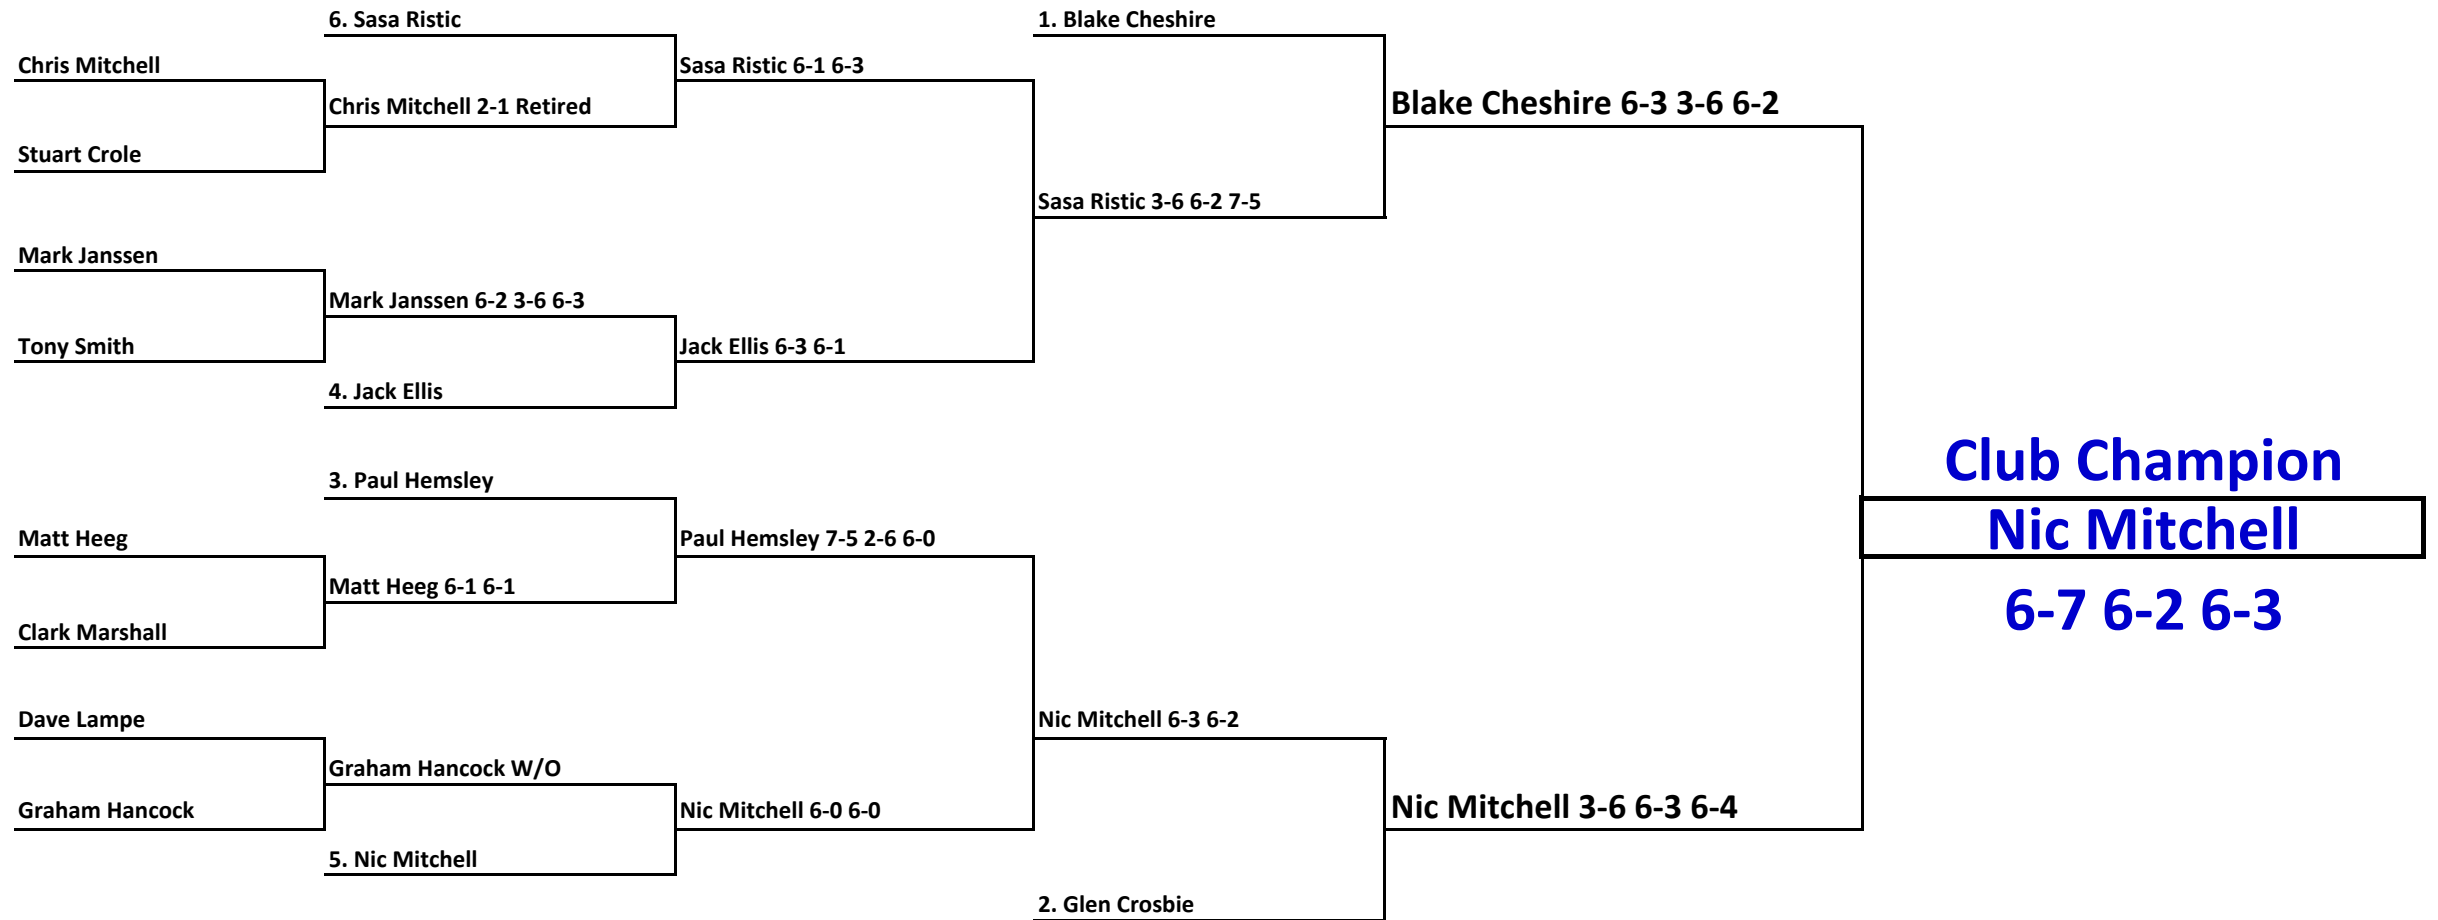 6. Sasa Ristic
1. Blake Cheshire
Chris Mitchell
Sasa Ristic 6-1 6-3
Chris Mitchell 2-1 Retired
Blake Cheshire 6-3 3-6 6-2
Stuart Crole
Sasa Ristic 3-6 6-2 7-5
Mark Janssen
Mark Janssen 6-2 3-6 6-3
Tony Smith
Jack Ellis 6-3 6-1
4. Jack Ellis
Club Champion
3. Paul Hemsley
Nic Mitchell
Matt Heeg
Paul Hemsley 7-5 2-6 6-0
Matt Heeg 6-1 6-1
6-7 6-2 6-3
Clark Marshall
Dave Lampe
Nic Mitchell 6-3 6-2
Graham Hancock W/O
Graham Hancock
Nic Mitchell 6-0 6-0
Nic Mitchell 3-6 6-3 6-4
5. Nic Mitchell
2. Glen Crosbie